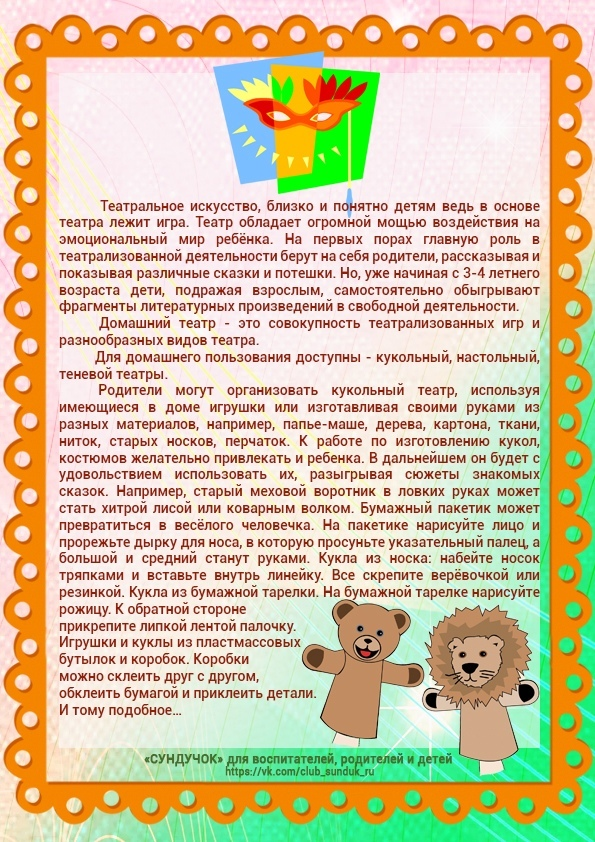 Театральное искусство, близко и понятно детям ведь в основе
театра лежит игра. Театр обладает огромной мощью воздействия на
эмоциональный мир ребёнка. На первых порах главную роль в
театрализованной деятельности берут на себя родители, рассказывая и
показывая различные сказки и потешки. Но, уже начиная с 3-4 летнего
возраста дети, подражая взрослым, самостоятельно обыгрывают
фрагменты литературных произведений в свободной деятельности.
Домашний театр - это совокупность театрализованных игр и
разнообразных видов театра.
Для домашнего пользования доступны - кукольный, настольный,
теневой театры.
Родители могут организовать кукольный театр, используя
имеющиеся в доме игрушки или изготавливая своими руками из
разных материалов, например, папье-маше, дерева, картона, ткани,
ниток, старых носков, перчаток. К работе по изготовлению кукол,
костюмов желательно привлекать и ребенка. В дальнейшем он будет с
удовольствием использовать их, разыгрывая сюжеты знакомых
сказок. Например, старый меховой воротник в ловких руках может
стать хитрой лисой или коварным волком. Бумажный пакетик может
превратиться в весёлого человечка. На пакетике нарисуйте лицо и
прорежьте дырку для носа, в которую просуньте указательный палец, а
большой и средний станут руками. Кукла из носка: набейте носок
тряпками и вставьте внутрь линейку. Все скрепите верёвочкой или
резинкой. Кукла из бумажной тарелки. На бумажной тарелке нарисуйте
рожицу. К обратной стороне
прикрепите липкой лентой палочку.
Игрушки и куклы из пластмассовых
бутылок и коробок. Коробки
можно склеить друг с другом,
обклеить бумагой и приклеить детали.
И тому подобное…
«СУНДУЧОК» для воспитателей, родителей и детей
https://vk.com/club_sunduk_ru